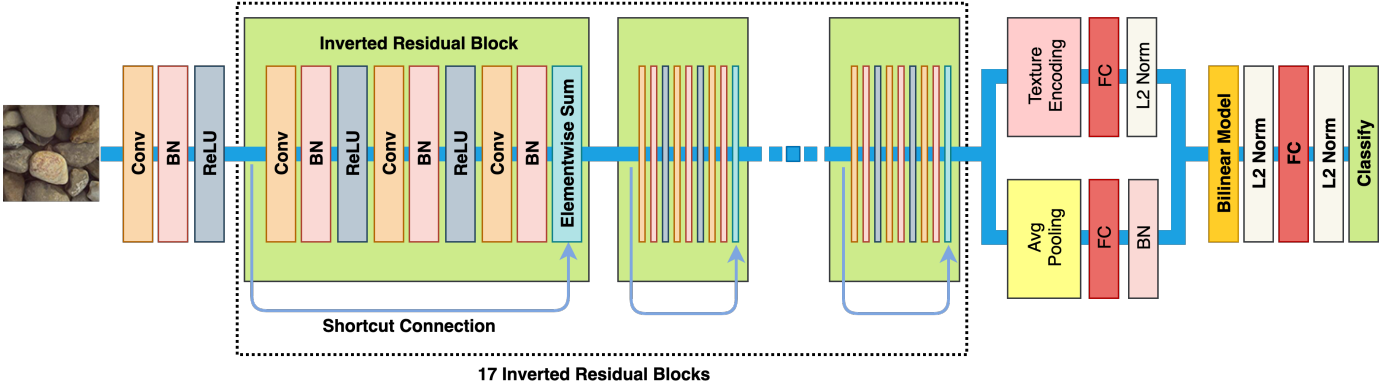 Conv
BN
ReLU
Inverted Residual Block
Conv
BN
ReLU
Conv
BN
ReLU
Conv
BN
Elementwise Sum
Shortcut Connection
17 Inverted Residual Blocks
Texture
Encoding
FC
L2 Norm
Avg
Pooling
FC
BN
Bilinear Model
L2 Norm
FC
L2 Norm
Classify